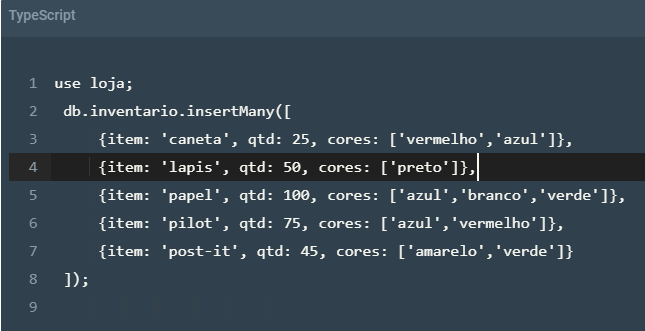 TypeScript
1 use loja;
2 db.inventario.insertMany([
3 {item: 'caneta', qtd: 25, cores: ['vermelho','azul']},
4 {item: 'lapis', qtd: 50, cores: ['preto']},
5 {item: 'papel', qtd: 100, cores: ['azul','branco','verde']},
6 {item: 'pilot', qtd: 75, cores: ['azul','vermelho']},
7 {item: 'post-it', qtd: 45, cores: ['amarelo','verde']}
8 ]);
9